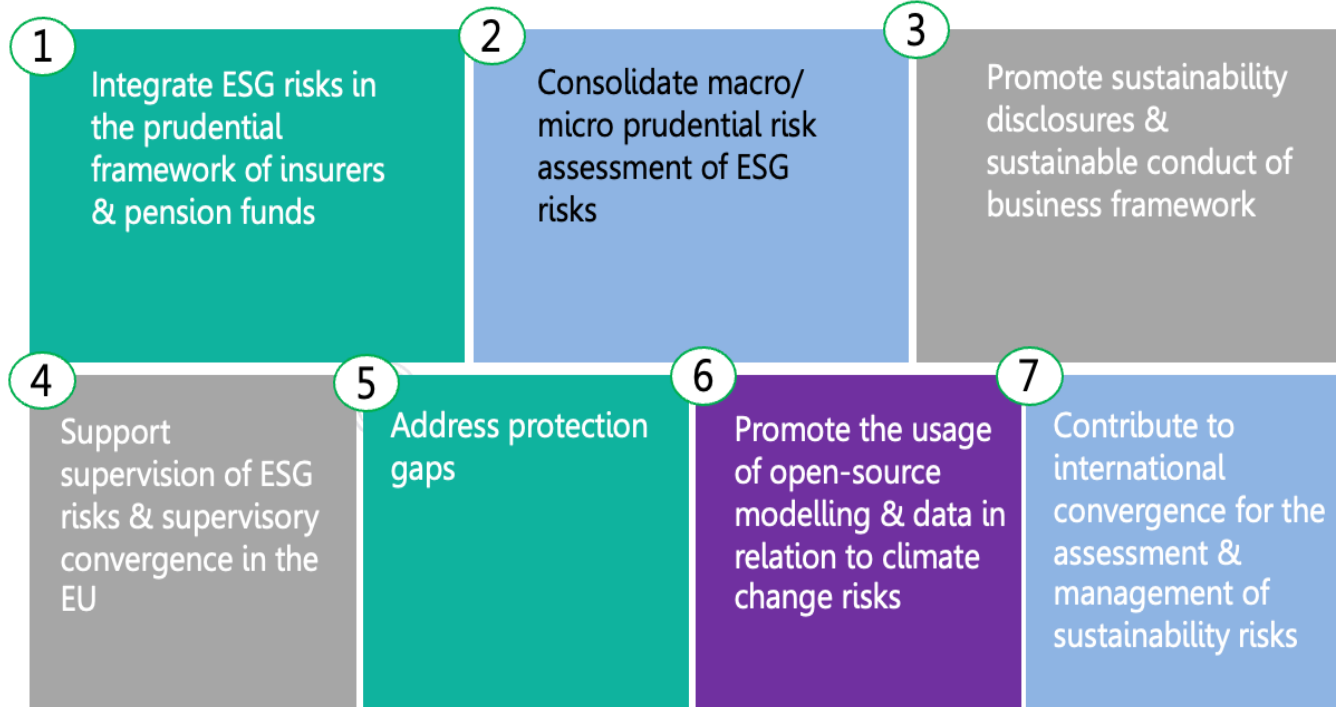 1
Integrate ESG risks in
the prudential
framework of insurers
& pension funds
2
Consolidate macro/
micro prudential risk
assessment of ESG
risks
3
Promote sustainability
disclosures &
sustainable conduct of
business framework
4
Support
supervision of ESG
risks & supervisory
convergence in the
EU
5
Address protection
gaps
6
Promote the usage
of open-source
modelling & data in
relation to climate
change risks
7
Contribute to
international
convergence for the
assessment &
management of
sustainability risks